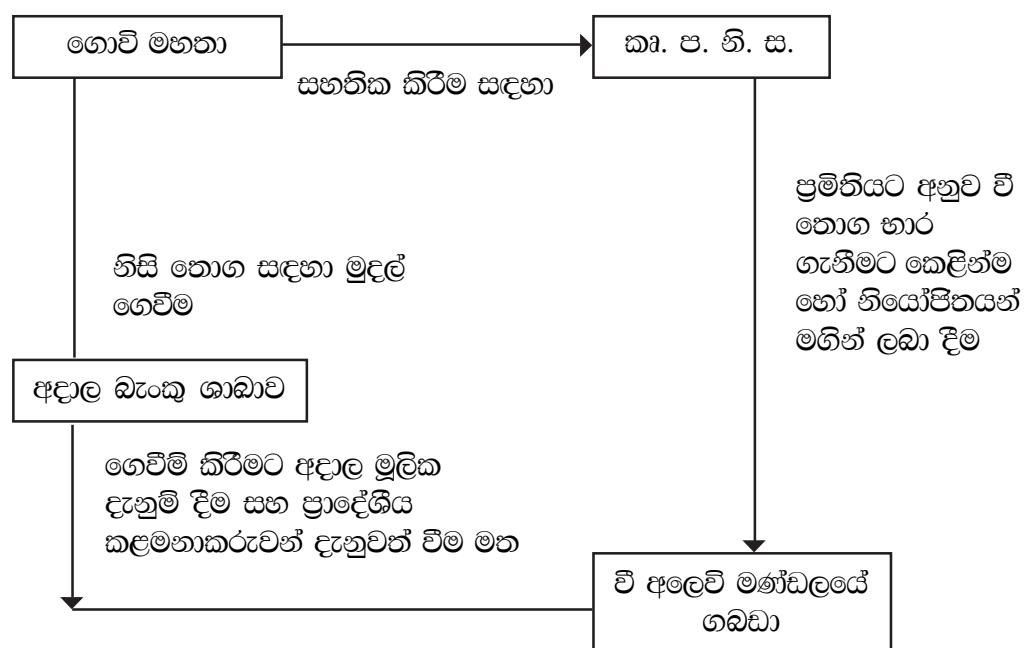 ගොවි මහතා
කෘ. ප. නි. ස.
සහතික කිරීම සඳහා
ප්‍රමිතියට අනුව වී
තොග භාර
ගැනීමට කෙළින්ම
හෝ නියෝජිතයන්
මගින් ලබා දීම
නිසි තොග සඳහා මුදල්
ගෙවීම
අදාල බැංකු ශාඛාව
ගෙවීම් කිරීමට අදාල මූලික
දැනුම් දීම සහ ප්‍රාදේශීය
කළමනාකරුවන් දැනුවත් වීම මත
වී අලෙවි මණ්ඩලයේ
ගබඩා